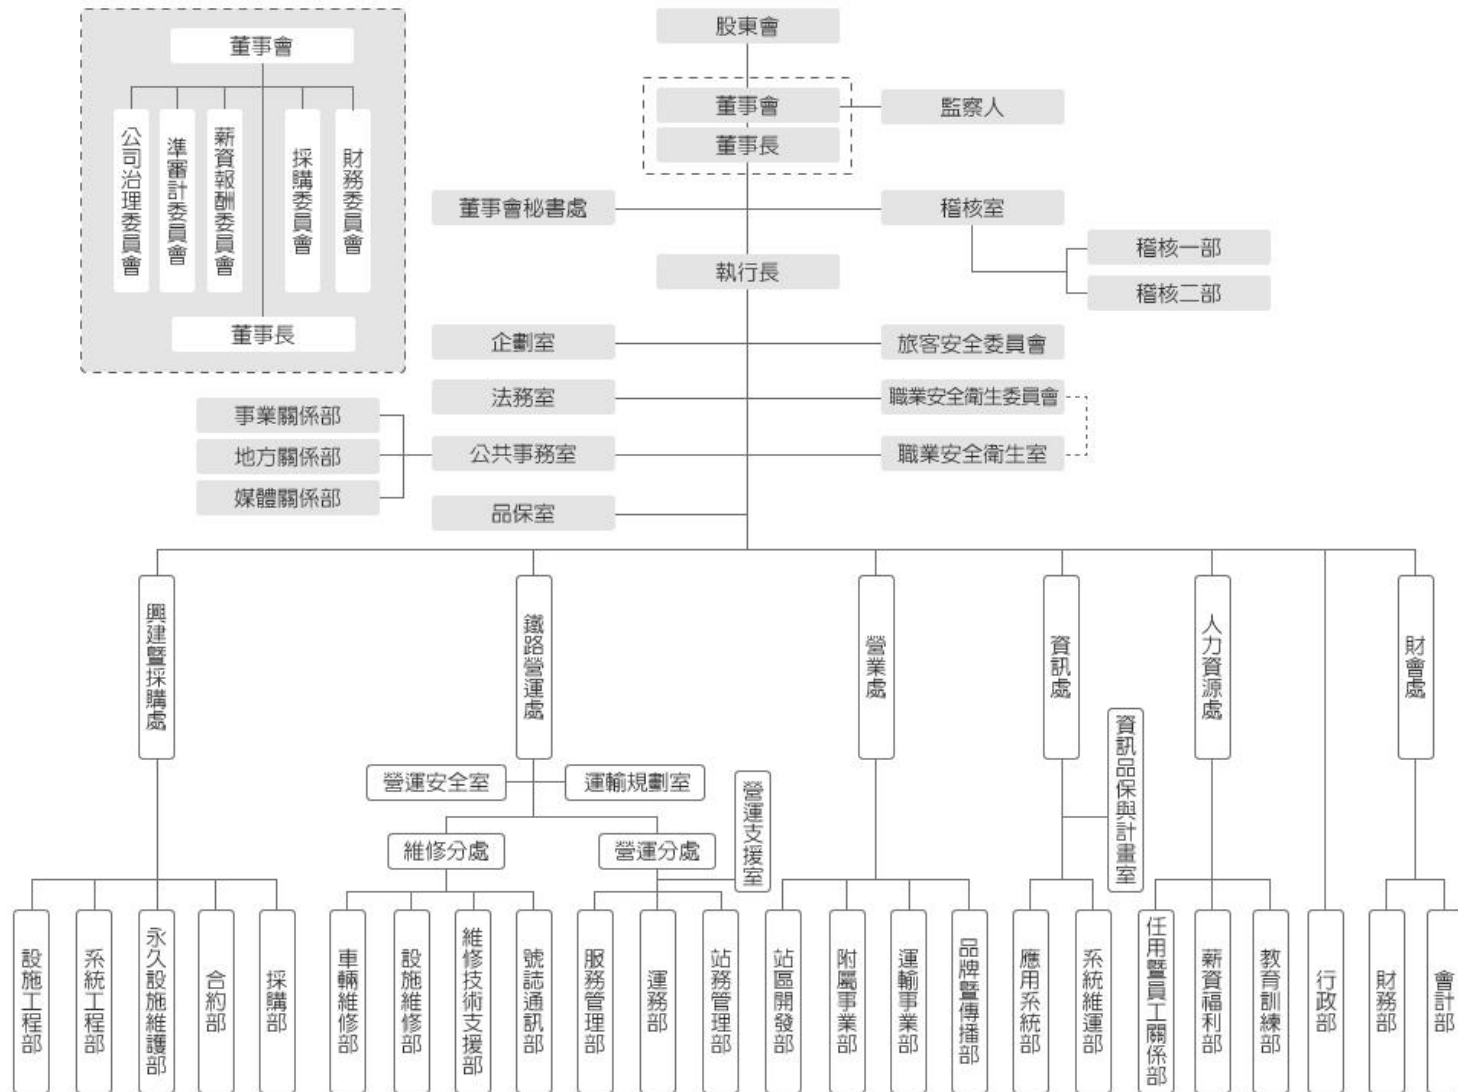 董事會
公司治理委員會
準審計委員會
薪資報酬委員會
採購委員會
財務委員會
董事長
股東會
董事會
監察人
董事長
董事會秘書處
稽核室
稽核一部
稽核二部
執行長
企劃室
旅客安全委員會
法務室
職業安全衛生委員會
事業關係部
地方關係部
媒體關係部
公共事務室
職業安全衛生室
品保室
興建暨採購處
鐵路營運處
營業處
資訊處
人力資源處
財會處
營運安全室
運輸規劃室
營運支援室
資訊品保與計畫室
維修分處
營運分處
設施工程部
系統工程部
永久設施維護部
合約部
採購部
車輛維修部
設施維修部
維修技術支援部
號誌通訊部
服務管理部
運務部
站務管理部
站區開發部
附屬事業部
運輸事業部
品牌暨傳播部
應用系統部
系統維運部
任用暨員工關係部
薪資福利部
教育訓練部
行政部
財務部
會計部